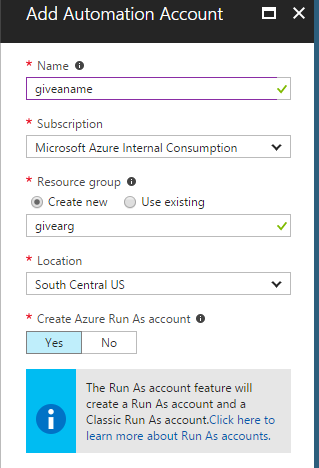 Add Automation Account
* Name
giveaname
* Subscription
Microsoft Azure Internal Consumption
* Resource group
Create new Use existing
givearg
* Location
South Central US
* Create Azure Run As account
Yes No
The Run As account feature will
create a Run As account and a
Classic Run As account.Click here to
learn more about Run As accounts.